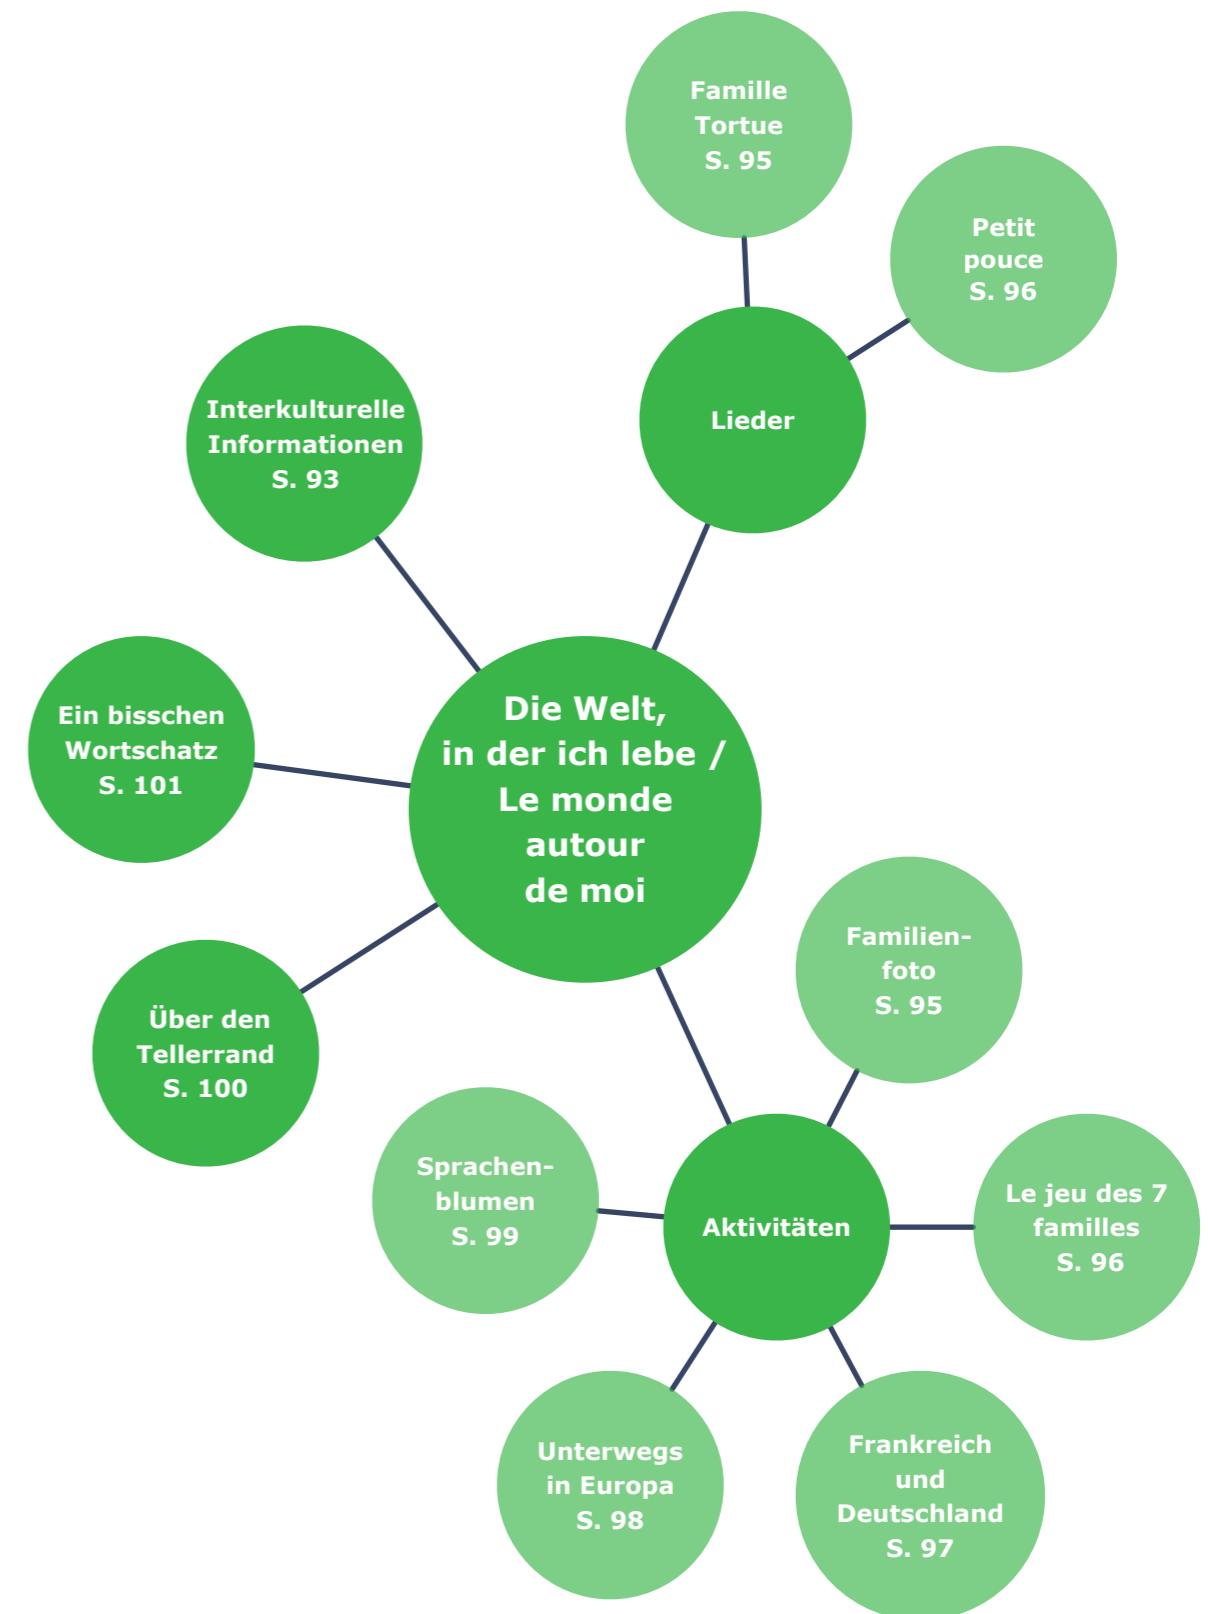 Famille
Tortue
S. 95
Petit
pouce
S. 96
Lieder
Interkulturelle
Informationen
S. 93
Ein bisschen
Wortschatz
S. 101
Die Welt,
in der ich lebe /
Le monde
autour
de moi
Über den
Tellerrand
S. 100
Familien-
foto
S. 95
Sprachen-
blumen
S. 99
Aktivitäten
Le jeu des 7
familles
S. 96
Unterwegs
in Europa
S. 98
Frankreich
und
Deutschland
S. 97